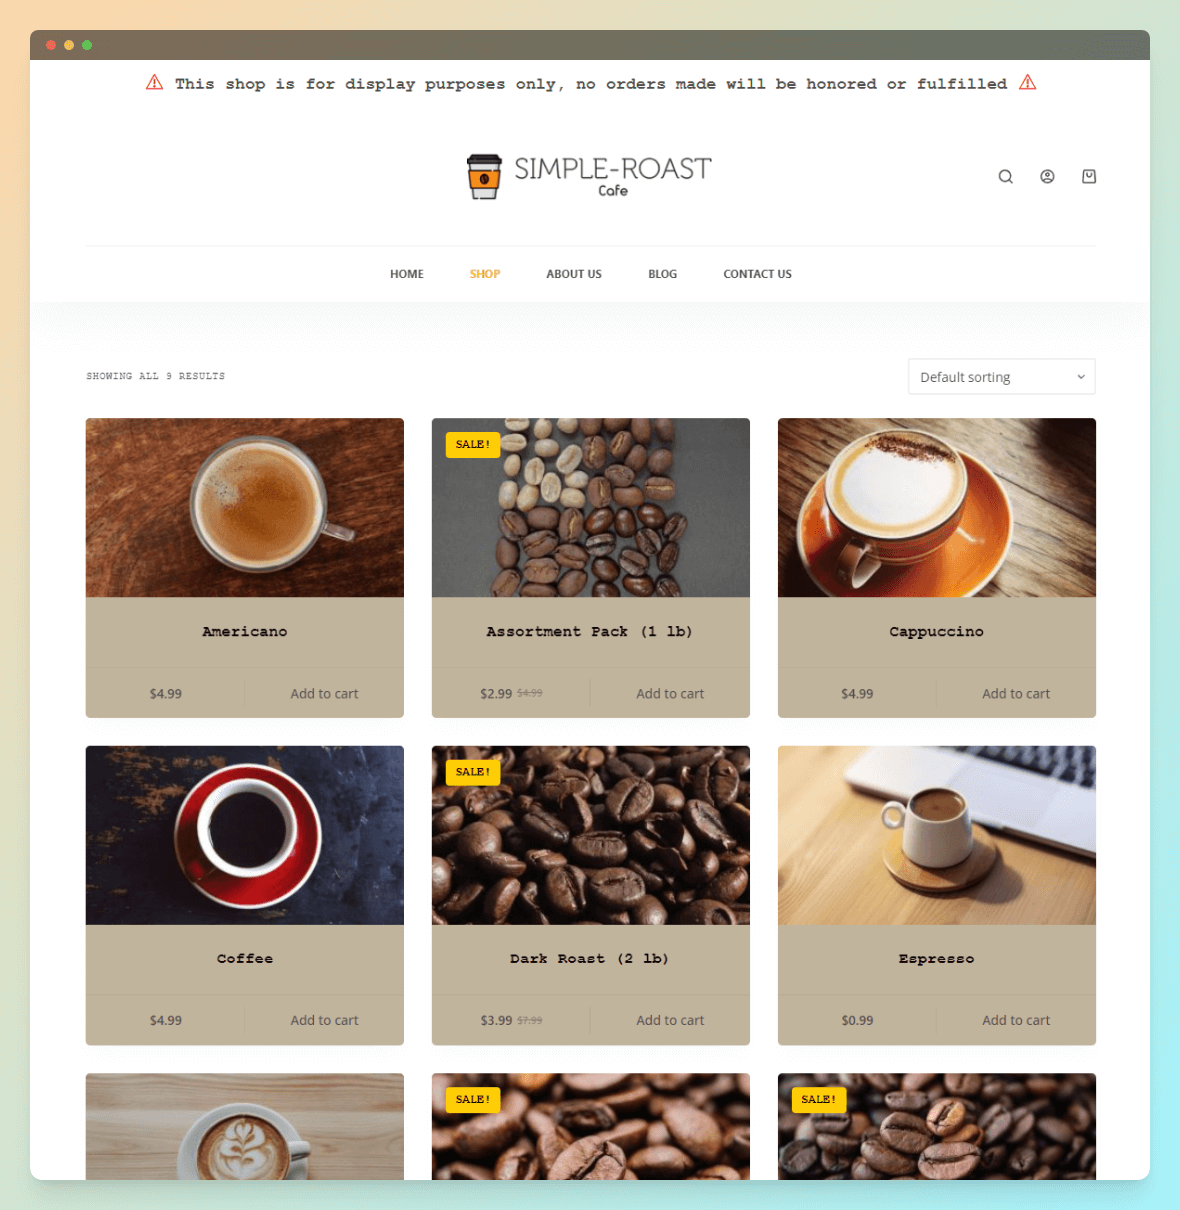 ⚠ This shop is for display purposes only, no orders made will be honored or fulfilled ⚠
SIMPLE-ROAST
Cafe
HOME SHOP ABOUT US BLOG CONTACT US
SHOWING ALL 9 RESULTS
Default sorting
SALE!
Americano
Assortment Pack (1 lb)
Cappuccino
$4.99 Add to cart
$2.99 $4.99 Add to cart
$4.99 Add to cart
SALE!
Coffee
Dark Roast (2 lb)
Espresso
$4.99 Add to cart
$3.99 $7.99 Add to cart
$0.99 Add to cart
SALE!
SALE!